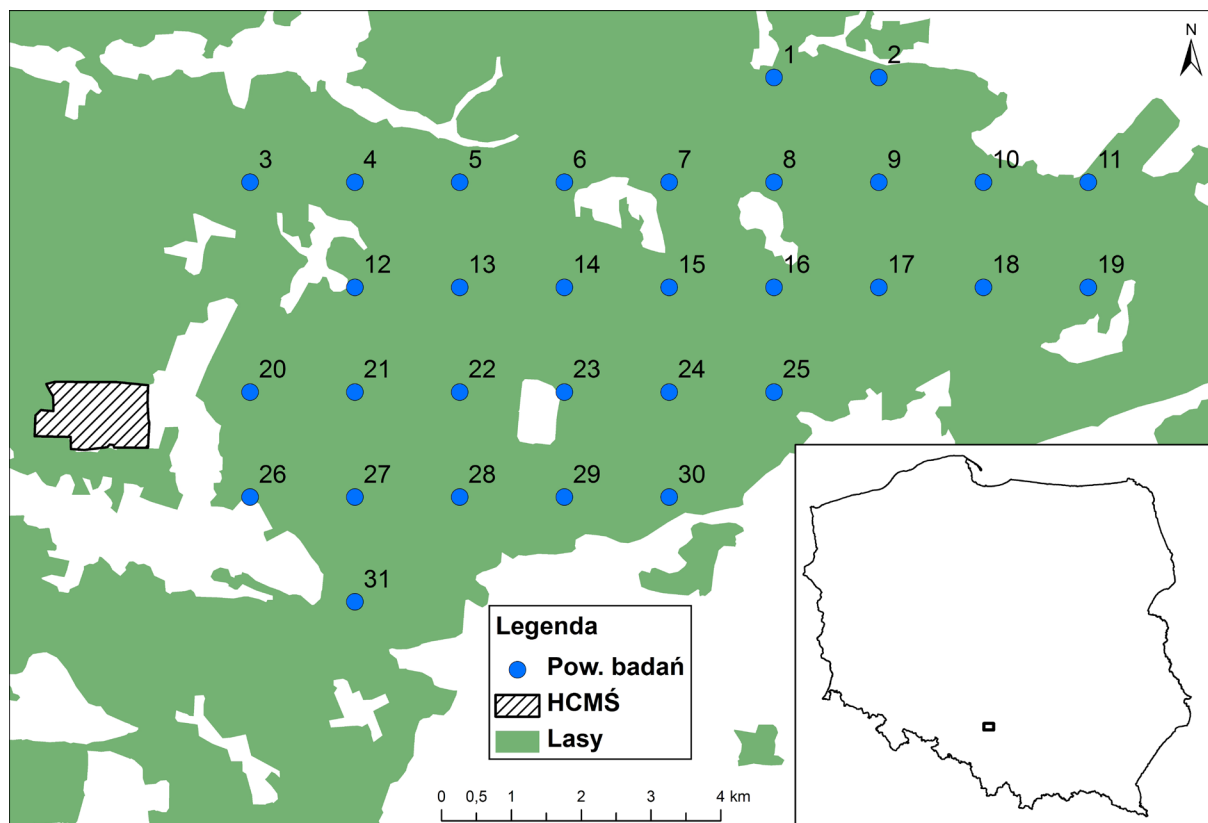 N
1 2
3 4 5 6 7 8 9 10 11
12 13 14 15 16 17 18 19
20 21 22 23 24 25
26 27 28 29 30
31
Legenda
Pow. badań
HCMŚ
Lasy
0 0,5 1 2 3 4 km